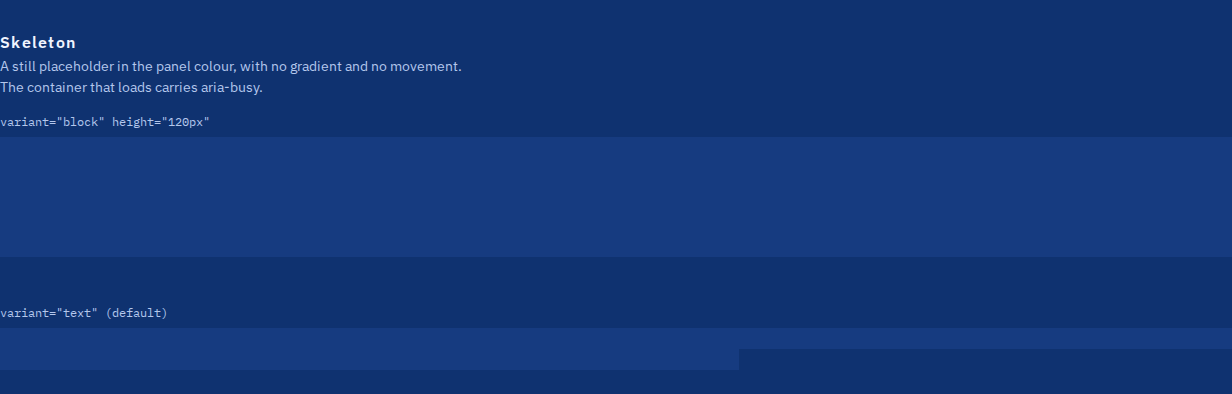 Skeleton
A still placeholder in the panel colour, with no gradient and no movement.
The container that loads carries aria-busy.
variant="block" height="120px"
variant="text" (default)